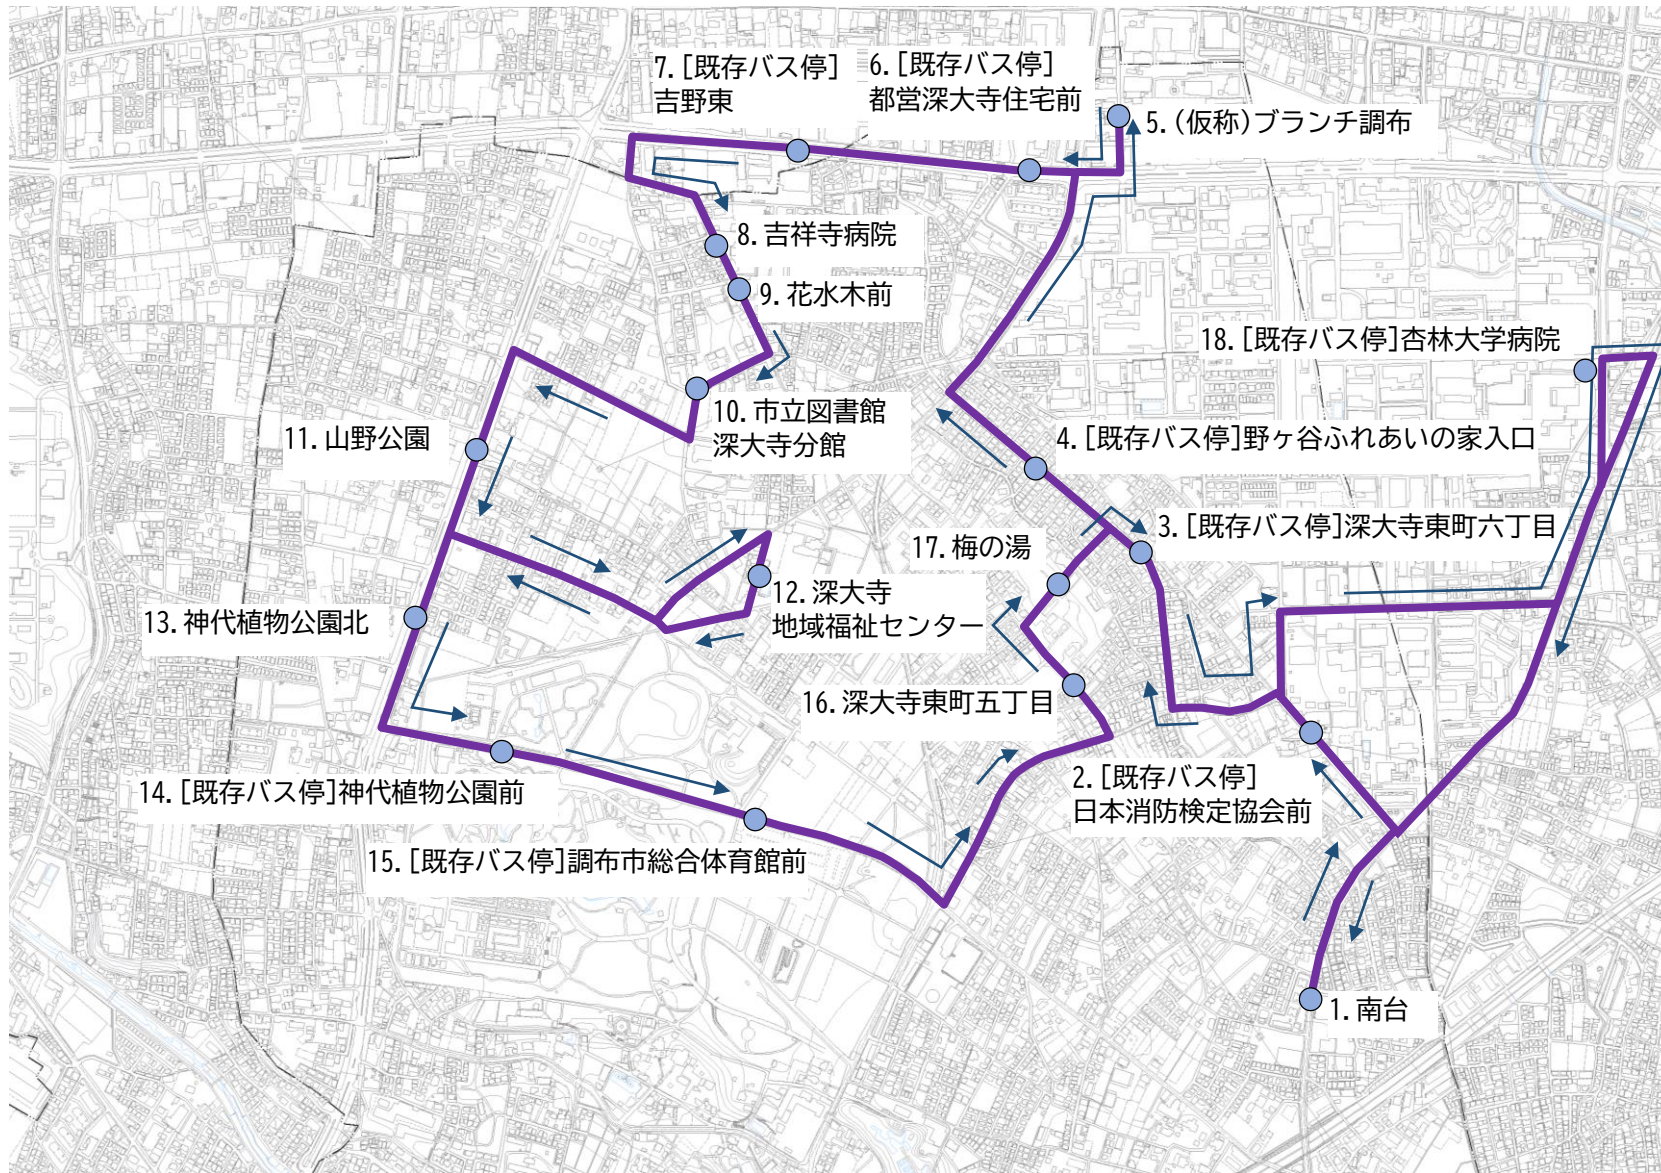 7.[既存バス停]
吉野東
6.[既存バス停]
都営深大寺住宅前
5.(仮称)ブランチ調布
8.吉祥寺病院
9.花水木前
18.[既存バス停]杏林大学病院
10.市立図書館
深大寺分館
11.山野公園
4.[既存バス停]野ヶ谷ふれあいの家入口
3.[既存バス停]深大寺東町六丁目
17.梅の湯
12.深大寺
地域福祉センター
13.神代植物公園北
16.深大寺東町五丁目
14.[既存バス停]神代植物公園前
2.[既存バス停]
日本消防検定協会前
15.[既存バス停]調布市総合体育館前
1.南台